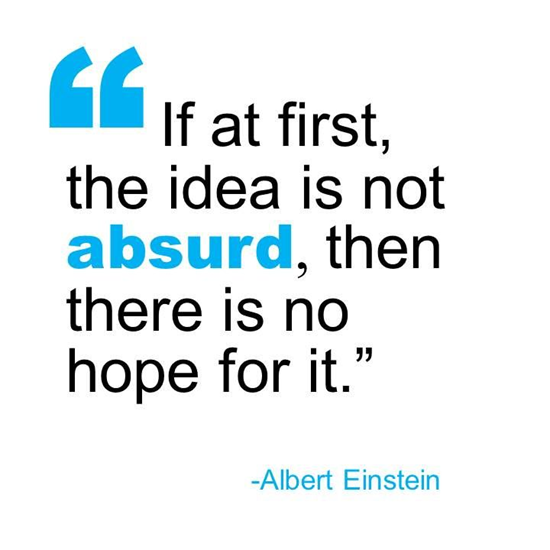 “If at first,
the idea is not
absurd, then
there is no
hope for it.”
-Albert Einstein